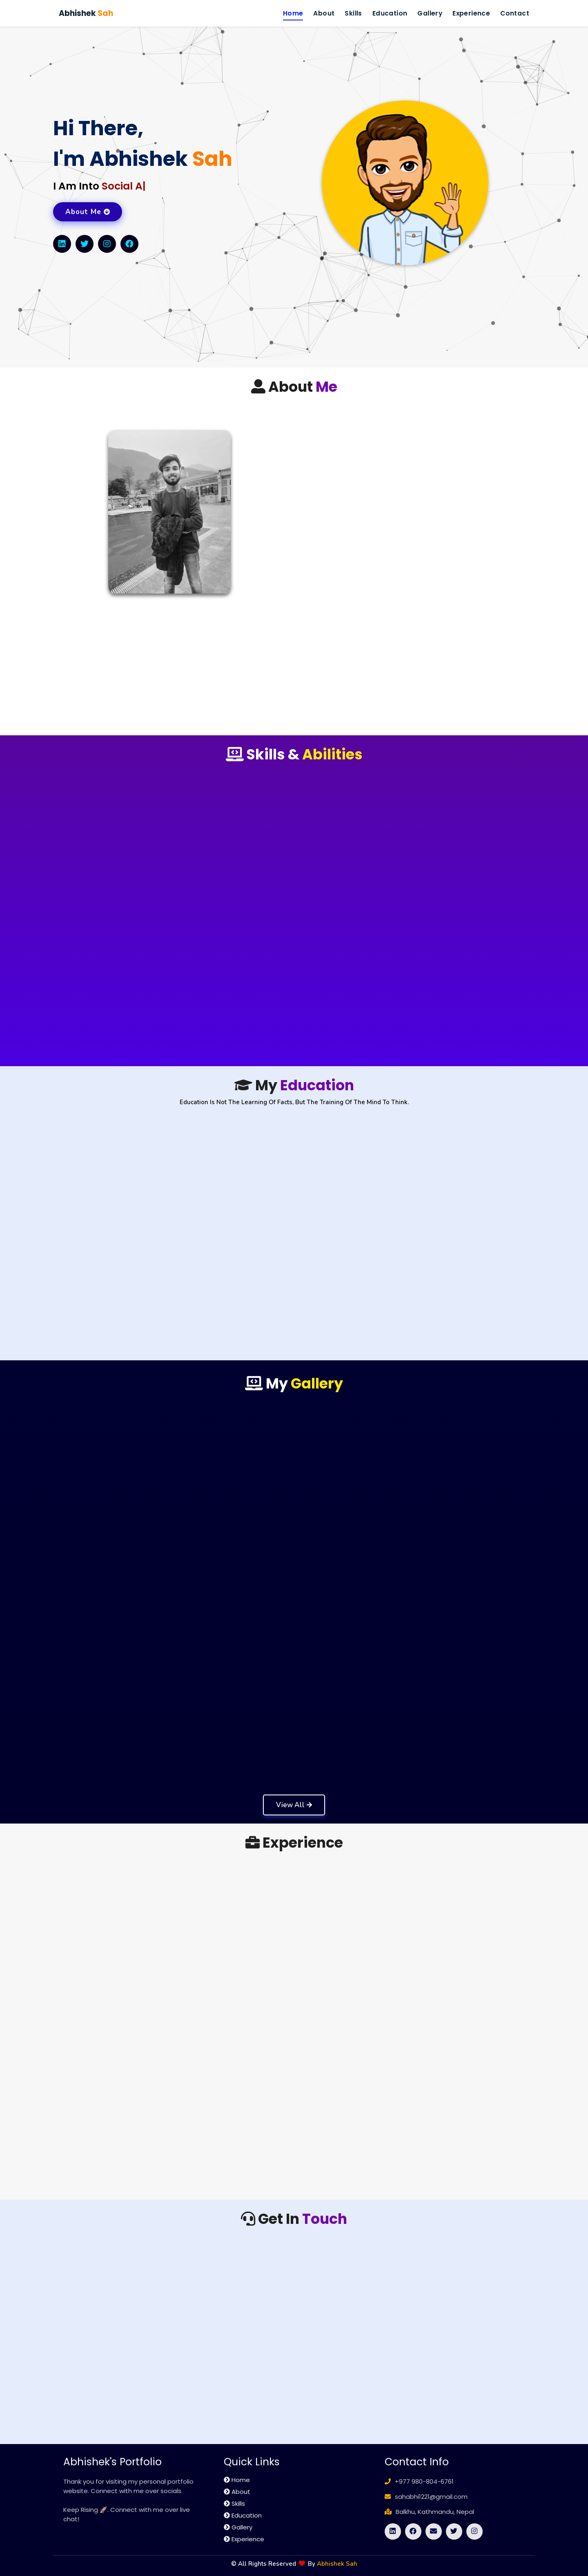 Abhishek Sah
Home About Skills Education Gallery Experience Contact
Hi There,
I'm Abhishek Sah
I Am Into Social A|
About Me
About Me
Skills & Abilities
My Education
Education Is Not The Learning Of Facts, But The Training Of The Mind To Think.
My Gallery
View All
Experience
Get In Touch
Abhishek's Portfolio
Thank you for visiting my personal portfolio
website. Connect with me over socials.
Keep Rising 🚀. Connect with me over live
chat!
Quick Links
Home
About
Skills
Education
Gallery
Experience
Contact Info
+977 980-804-6761
sahabhi1221@gmail.com
Balkhu, Kathmandu, Nepal
© All Rights Reserved ❤ By Abhishek Sah